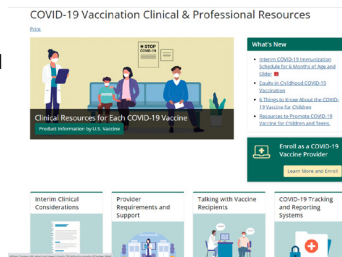 COVID-19 Vaccination Clinical & Professional Resources
Print
STOP
COVID-19
Clinical Resources for Each COVID-19 Vaccine
Product Information by U.S. Vaccine
What's New
Interim COVID-19 Immunization
Schedule for 6 Months of Age and
Older
Equity in Childhood COVID-19
Vaccination
6 Things to Know About the COVID-
19 Vaccine for Children
Resources to Promote COVID-19
Vaccine for Children and Teens
Enroll as a COVID-19
Vaccine Provider
Learn More and Enroll
Interim Clinical
Considerations
Provider
Requirements and
Support
Talking with Vaccine
Recipients
COVID-19 Tracking
and Reporting
Systems